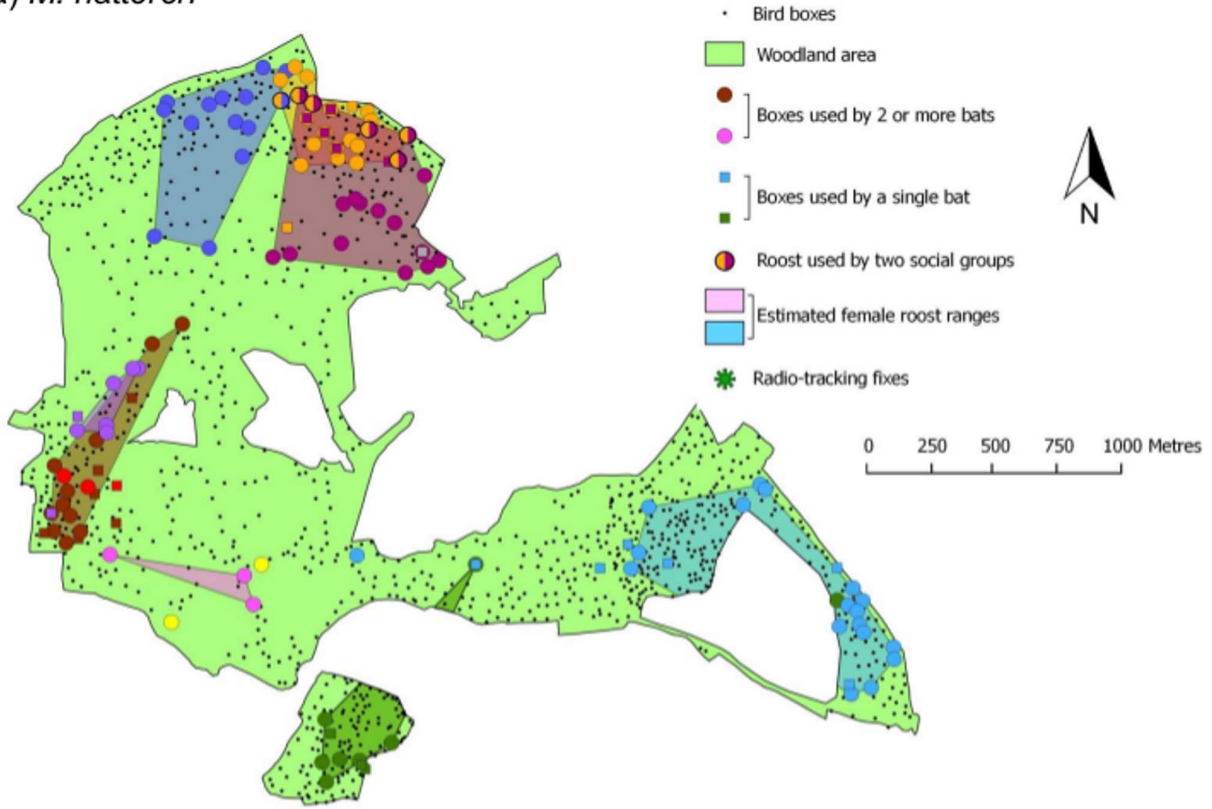 M. nattereri
Bird boxes
Woodland area
Boxes used by 2 or more bats
Boxes used by a single bat
Roost used by two social groups
Estimated female roost ranges
Radio-tracking fixes
N
0 250 500 750 1000 Metres